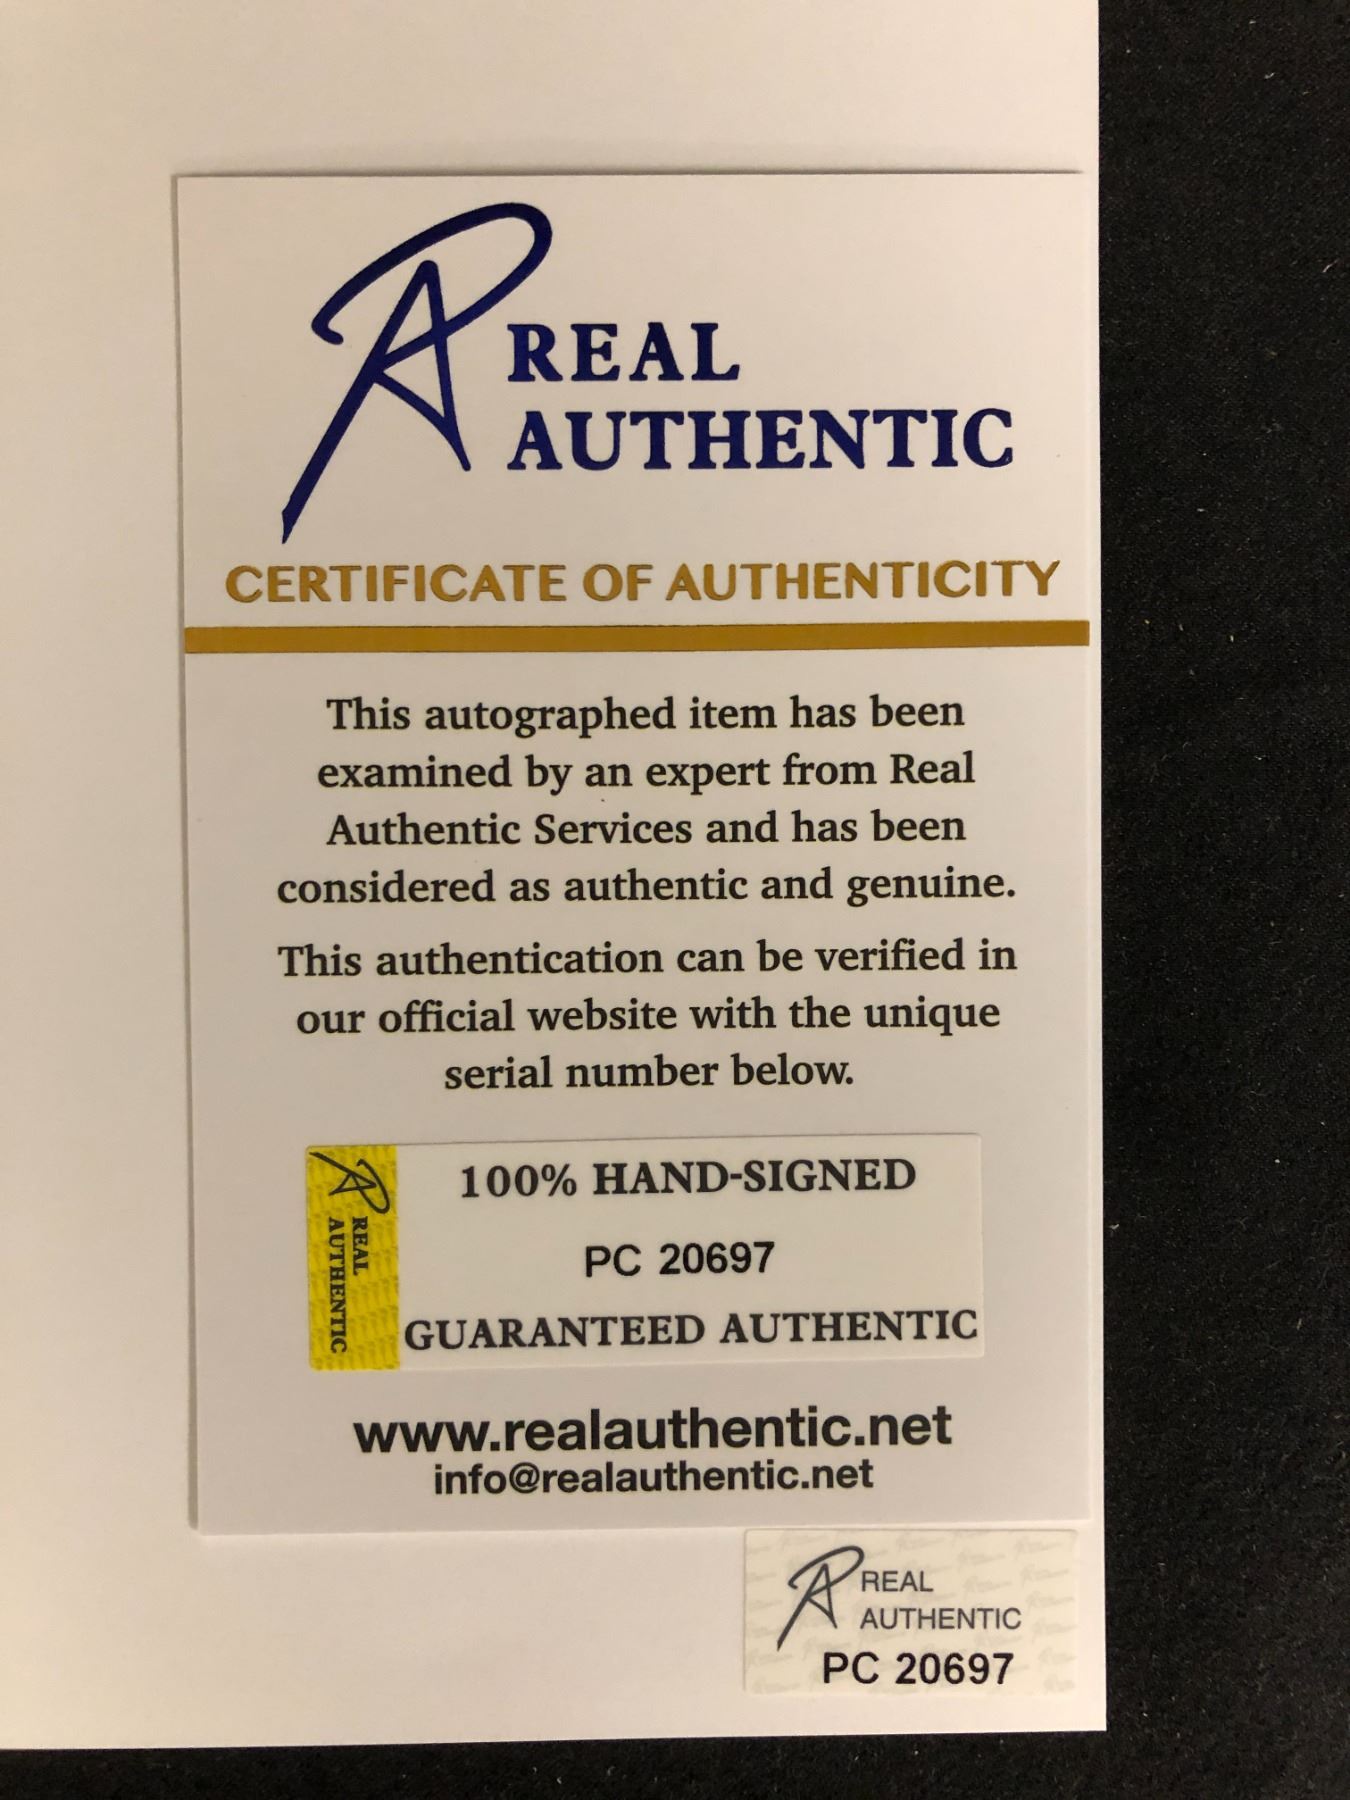 REAL
AUTHENTIC
CERTIFICATE OF AUTHENTICITY
This autographed item has been
examined by an expert from Real
Authentic Services and has been
considered as authentic and genuine.
This authentication can be verified in
our official website with the unique
serial number below.
REAL
AUTHENTIC
100% HAND-SIGNED
PC 20697
GUARANTEED AUTHENTIC
www.realauthentic.net
info@realauthentic.net
REAL
AUTHENTIC
PC 20697